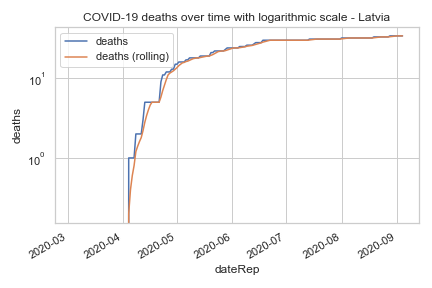 COVID-19 deaths over time with logarithmic scale - Latvia
deaths
deaths (rolling)
10¹
10⁰
deaths
2020-03
2020-04
2020-05
2020-06
2020-07
2020-08
2020-09
dateRep